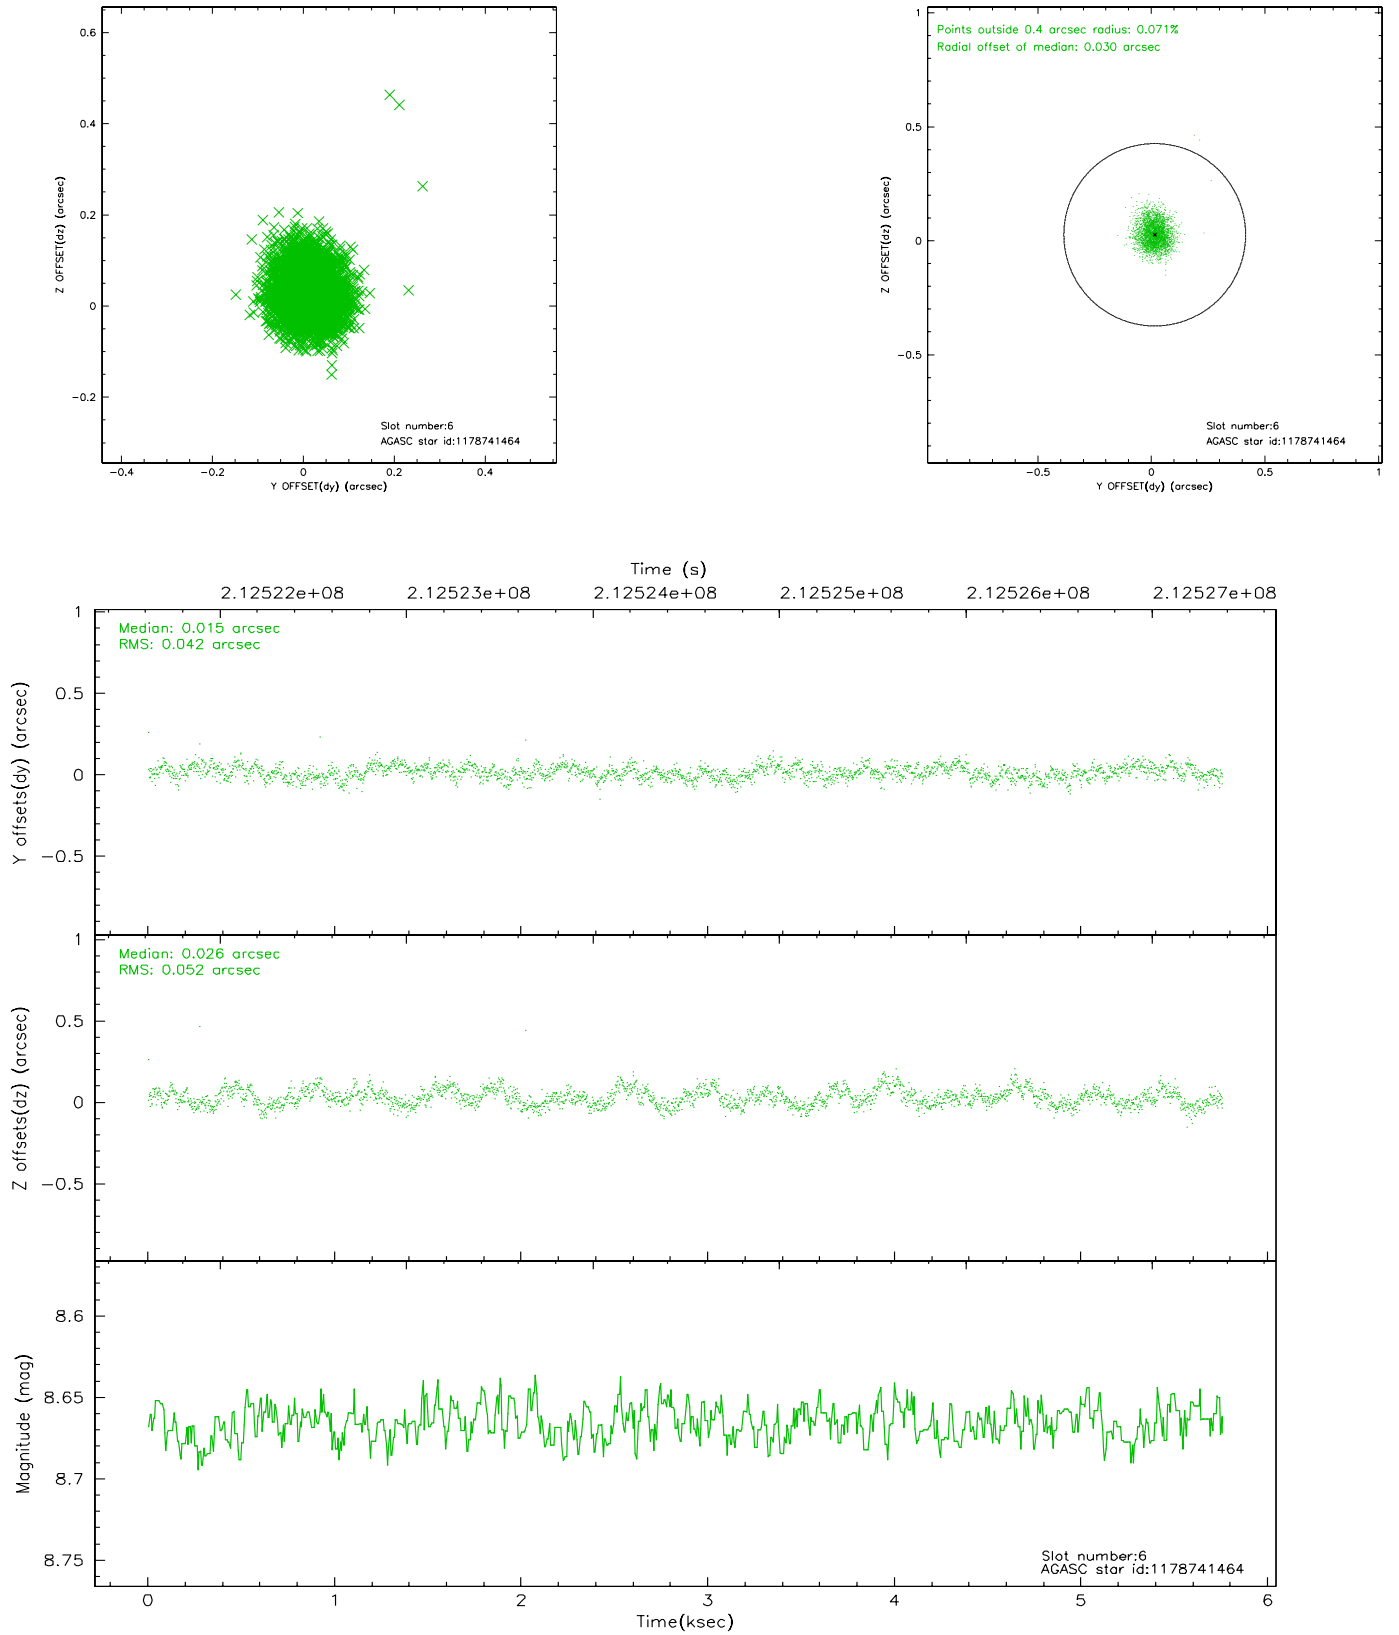 0.6
0.4
0.2
0
−0.2
Z OFFSET(dz) (arcsec)
Slot number:6
AGASC star id:1178741464
−0.4 −0.2 0 0.2 0.4
Y OFFSET(dy) (arcsec)
Points outside 0.4 arcsec radius: 0.071%
Radial offset of median: 0.030 arcsec
1
0.5
0
−0.5
Z OFFSET(dz) (arcsec)
Slot number:6
AGASC star id:1178741464
−0.5 0 0.5 1
Y OFFSET(dy) (arcsec)
Time (s)
2.12522e+08 2.12523e+08 2.12524e+08 2.12525e+08 2.12526e+08 2.12527e+08
Median: 0.015 arcsec
RMS: 0.042 arcsec
1
0.5
0
−0.5
Y offsets(dy) (arcsec)
Median: 0.026 arcsec
RMS: 0.052 arcsec
1
0.5
0
−0.5
Z offsets(dz) (arcsec)
8.6
8.65
8.7
8.75
Magnitude (mag)
Slot number:6
AGASC star id:1178741464
0 1 2 3 4 5 6
Time(ksec)